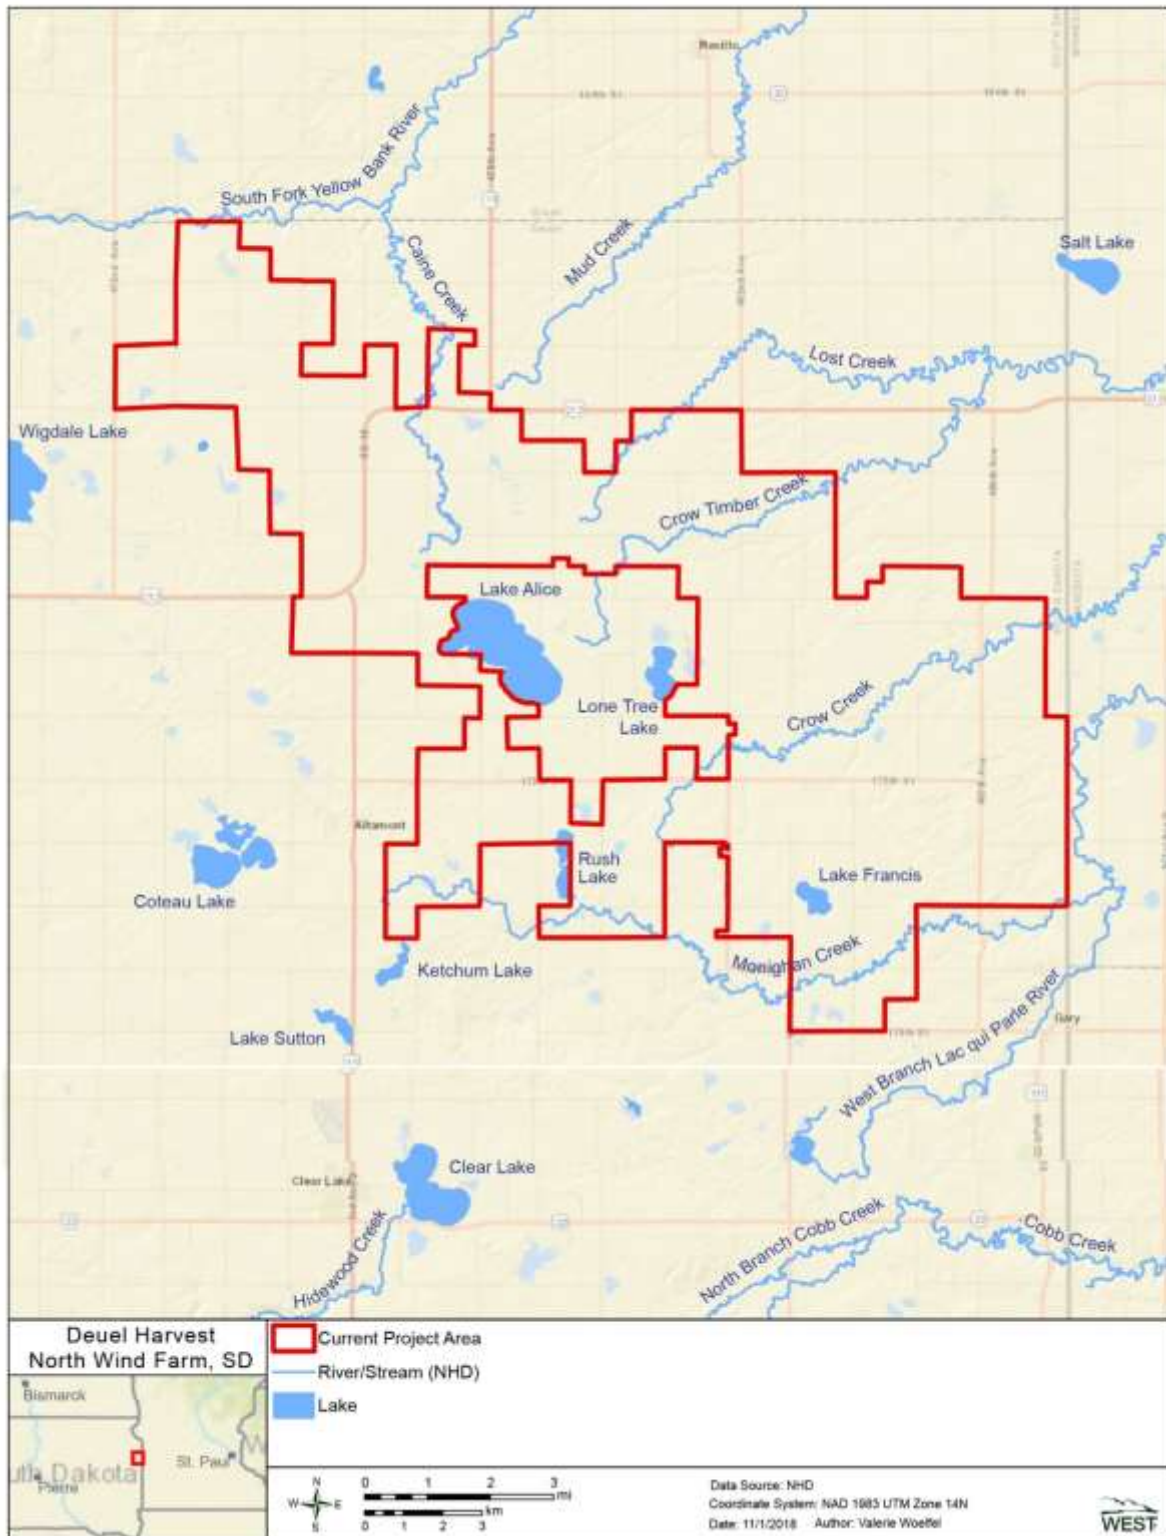 Revillo
South Fork Yellow Bank River
Caine Creek
Mud Creek
Salt Lake
Lost Creek
Wigdale Lake
Crow Timber Creek
Lake Alice
Lone Tree
Lake
Crow Creek
Altamont
Rush
Lake
Lake Francis
Coteau Lake
Ketchum Lake
Monighan Creek
Lake Sutton
Gary
West Branch Lac qui Parle River
Clear Lake
Clear Lake
Hidewood Creek
North Branch Cobb Creek
Cobb Creek
Deuel Harvest
North Wind Farm, SD
Current Project Area
River/Stream (NHD)
Lake
Bismarck
St. Paul
uth Dakota
Pierre
N
W E
S
0 1 2 3
mi
km
0 1 2 3
Data Source: NHD
Coordinate System: NAD 1983 UTM Zone 14N
Date: 11/1/2018 Author: Valerie Woelfel
WEST